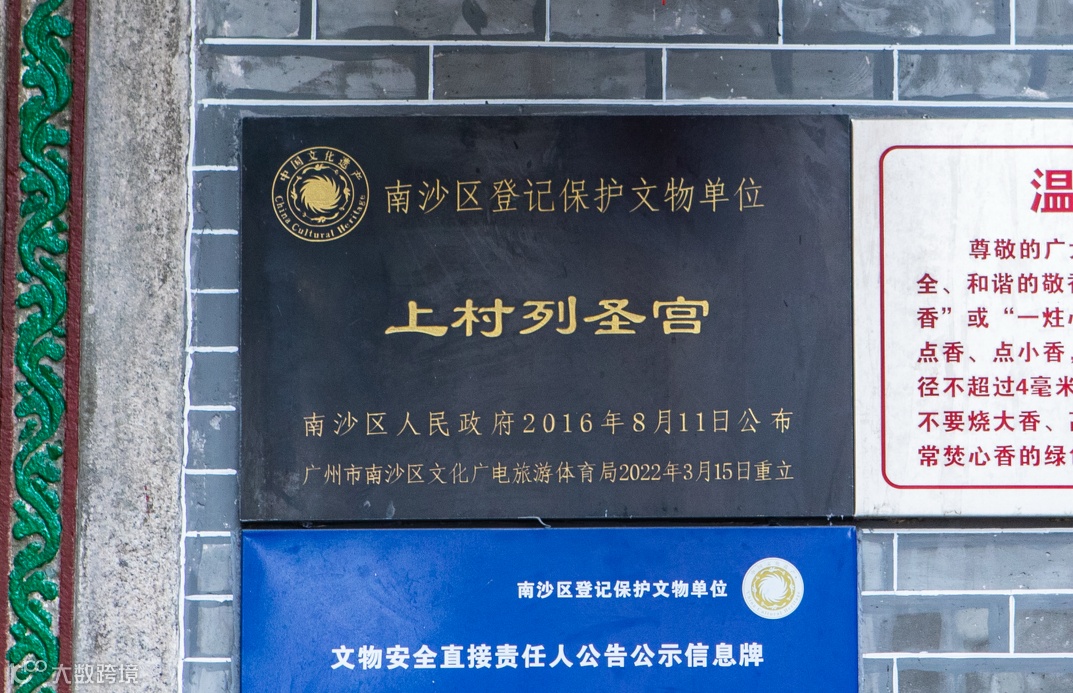 中国文化遗产
China Cultural Heritage
南沙区登记保护文物单位
上村列圣宫
南沙区人民政府2016年8月11日公布
广州市南沙区文化广电旅游体育局2022年3月15日重立
温
尊敬的广
全、和谐的敬香
香”或“一炷心
点香、点小香，
径不超过4毫米
不要烧大香、高
常焚心香的绿色
南沙区登记保护文物单位
文物安全直接责任人公告公示信息牌
大数跨境